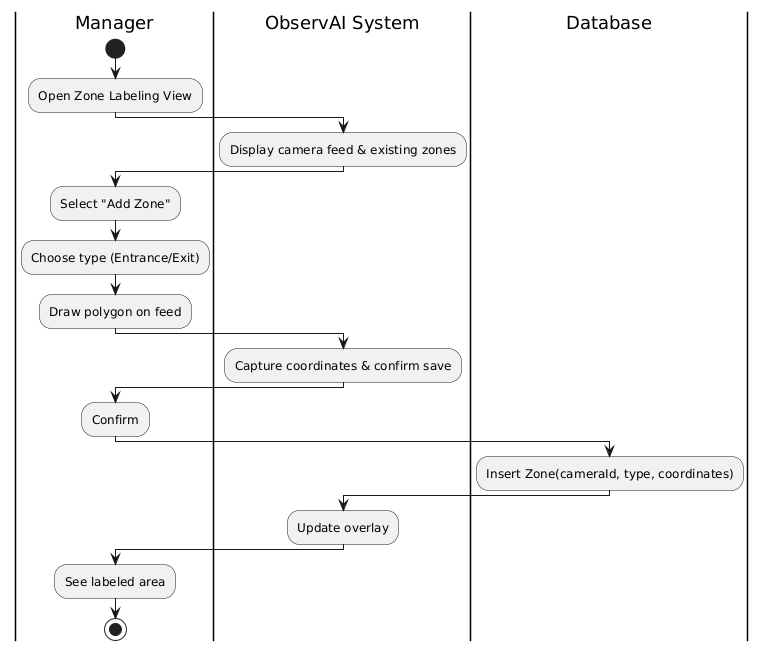 Manager
ObservAI System
Database
Open Zone Labeling View
Display camera feed & existing zones
Select "Add Zone"
Choose type (Entrance/Exit)
Draw polygon on feed
Capture coordinates & confirm save
Confirm
Insert Zone(cameraId, type, coordinates)
Update overlay
See labeled area